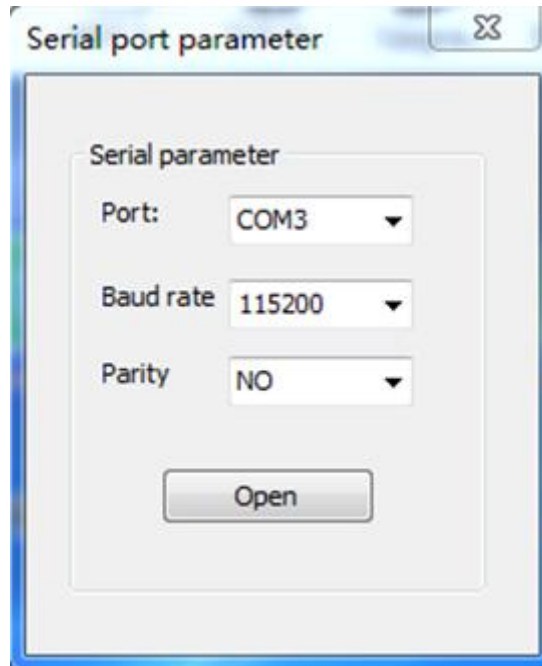 Serial port parameter
Serial parameter
Port: COM3
Baud rate 115200
Parity NO
Open